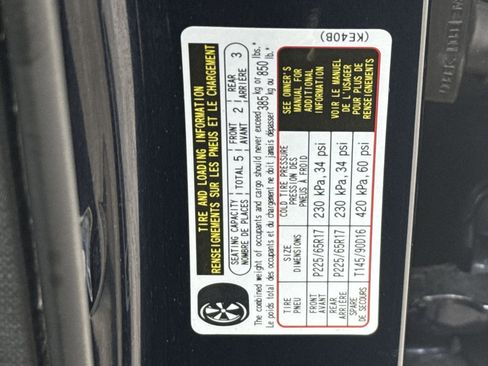 TIRE AND LOADING INFORMATION
RENSEIGNEMENTS SUR LES PNEUS ET LE CHARGEMENT
SEATING CAPACITY TOTAL 5 FRONT 2 REAR 3
NOMBRE DE PLACES AVANT ARRIÈRE
The combined weight of occupants and cargo should never exceed 385 kg or 850 lbs.
Le poids total des occupants et du chargement ne doit jamais dépasser kg ou lb.
TIRE SIZE COLD TIRE PRESSURE SEE OWNER'S
PNEU DIMENSIONS PRESSION DES MANUAL FOR
PNEUS À FROID ADDITIONAL
INFORMATION
FRONT P225/65R17 230 kPa, 34 psi
AVANT
REAR P225/65R17 230 kPa, 34 psi VOIR LE MANUEL
ARRIÈRE DE L'USAGER
SPARE T145/90D16 420 kPa, 60 psi POUR PLUS DE
DE SECOURS RENSEIGNEMENTS
(KE40B)